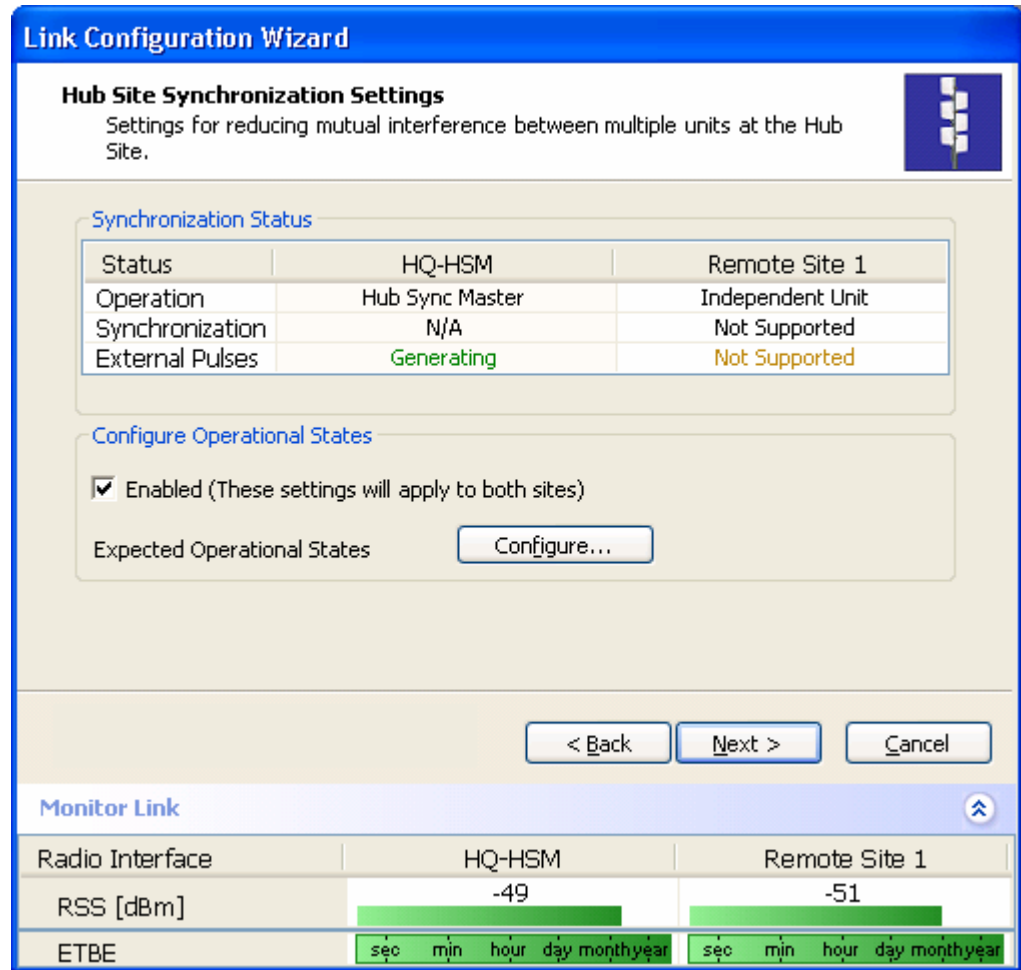 Link Configuration Wizard
Hub Site Synchronization Settings
Settings for reducing mutual interference between multiple units at the Hub
Site.
Synchronization Status
Status HQ-HSM Remote Site 1
Operation Hub Sync Master Independent Unit
Synchronization N/A Not Supported
External Pulses Generating Not Supported
Configure Operational States
Enabled (These settings will apply to both sites)
Expected Operational States Configure...
< Back Next > Cancel
Monitor Link
Radio Interface HQ-HSM Remote Site 1
RSS [dBm] -49 -51
ETBE sec min hour day month year sec min hour day month year